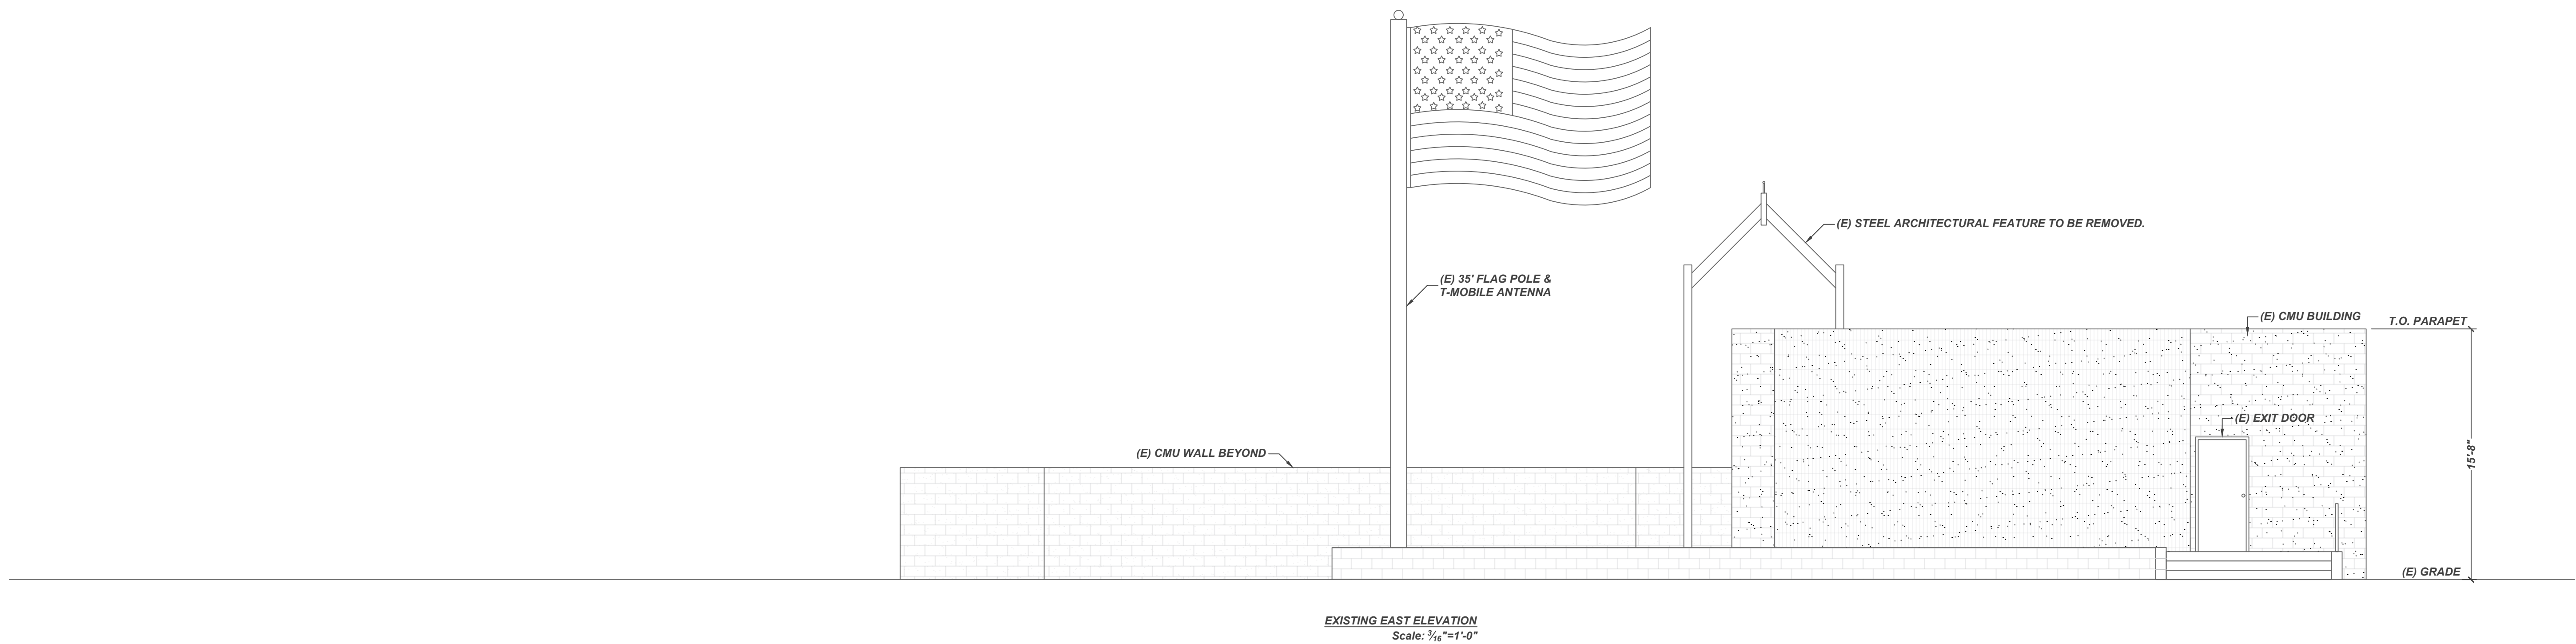 (E) STEEL ARCHITECTURAL FEATURE TO BE REMOVED.
(E) 35' FLAG POLE &
T-MOBILE ANTENNA
(E) CMU BUILDING
T.O. PARAPET
(E) EXIT DOOR
(E) CMU WALL BEYOND
15'-8"
(E) GRADE
EXISTING EAST ELEVATION
Scale: 3/16"=1'-0"